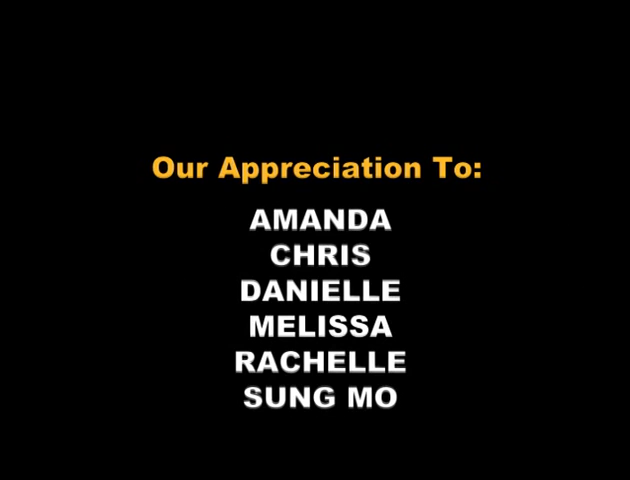 Our Appreciation To:
AMANDA
CHRIS
DANIELLE
MELISSA
RACHELLE
SUNG MO